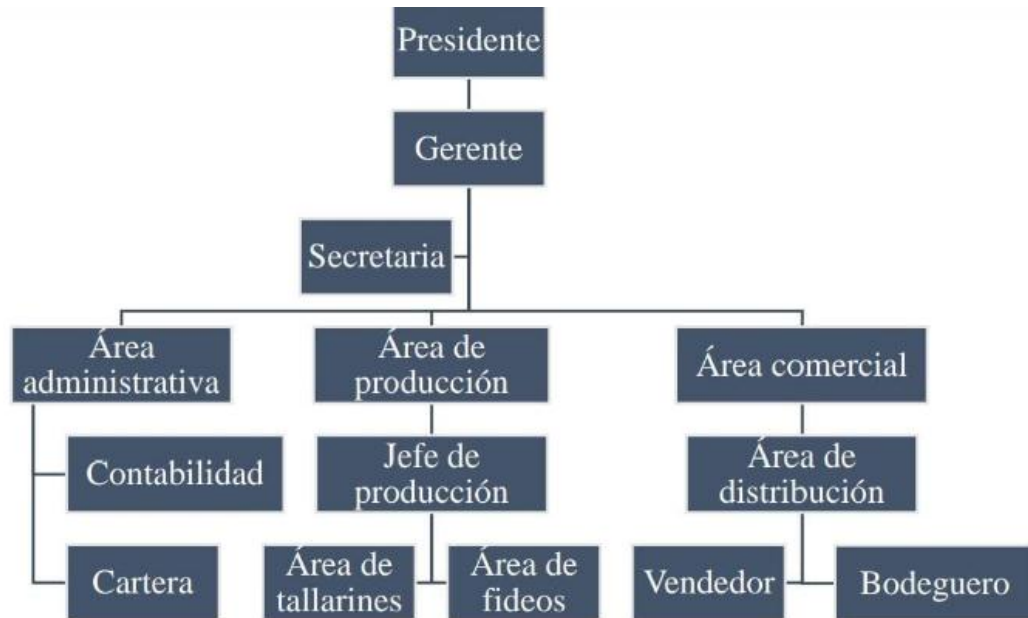 Presidente
Gerente
Secretaria
Área
administrativa
Área de
producción
Área comercial
Contabilidad
Jefe de
producción
Área de
distribución
Cartera
Área de
tallarines
Área de
fideos
Vendedor
Bodeguero